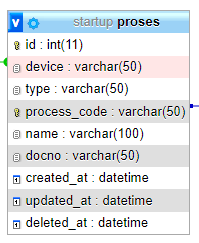 v startup proses
id : int(11)
device : varchar(50)
type : varchar(50)
process_code : varchar(50)
name : varchar(100)
docno : varchar(50)
created_at : datetime
updated_at : datetime
deleted_at : datetime